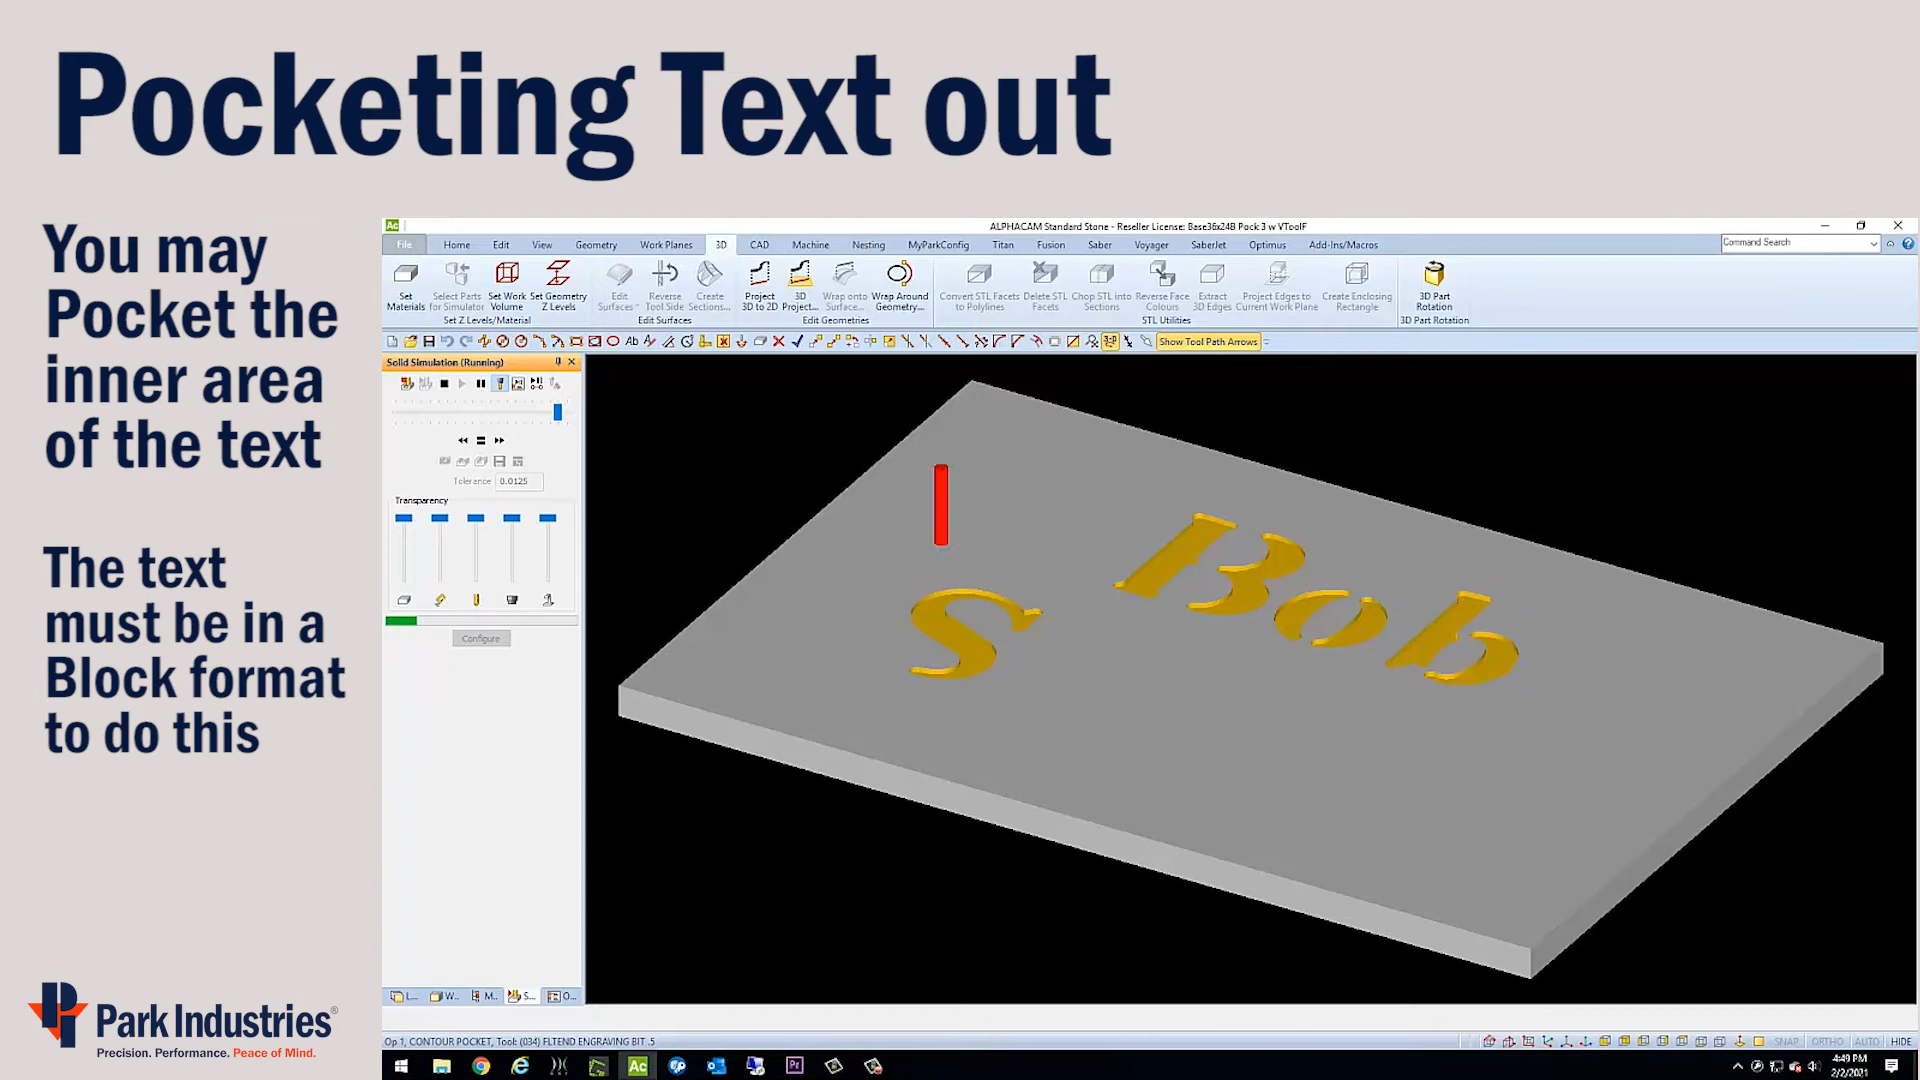 Pocketing Text out
You may
Pocket the
inner area
of the text
The text
must be in a
Block format
to do this
Park Industries®
Precision. Performance. Peace of Mind.
Ac
ALPHACAM Standard Stone - Reseller License: Base36x24B Pock 3 w VToolF
File Home Edit View Geometry Work Planes 3D CAD Machine Nesting MyParkConfig Titan Fusion Saber Voyager SaberJet Optimus Add-Ins/Macros
Command Search
Set Materials
Select Parts for Simulator
Set Work Volume
Set Geometry Z Levels
Edit Surfaces
Reverse Tool Side
Create Sections...
Project 3D to 2D
3D Project...
Wrap onto Surface...
Wrap Around Geometry...
Convert STL Facets to Polylines
Delete STL Facets
Chop STL into Sections
Reverse Face Colours
Extract 3D Edges
Project Edges to Current Work Plane
Create Enclosing Rectangle
3D Part Rotation
Set Z Levels/Material Edit Surfaces Edit Geometries STL Utilities 3D Part Rotation
Ab
Show Tool Path Arrows
Solid Simulation (Running)
Tolerance 0.0125
Transparency
Configure
Bob
S
L... W... M... S... O...
Op 1, CONTOUR POCKET, Tool: (034) FLTEND ENGRAVING BIT .5
SNAP ORTHO AUTO HIDE
Ac
Pr
4:49 PM
2/2/2021